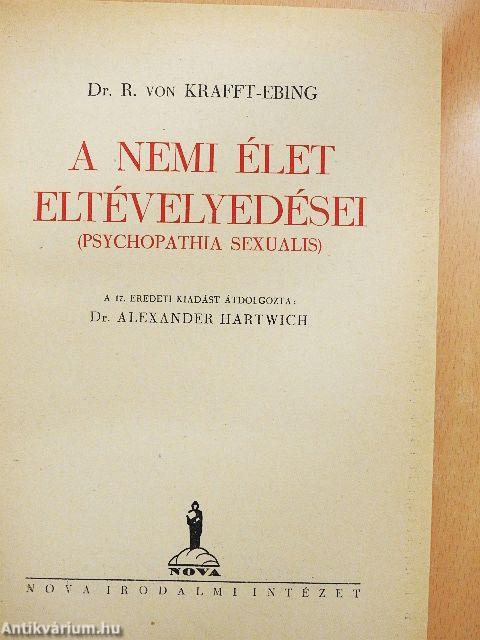 Dr. R. VON KRAFFT-EBING
A NEMI ÉLET
ELTÉVELYEDÉSEI
(PSYCHOPATHIA SEXUALIS)
A 17. EREDETI KIADÁST ÁTDOLGOZTA:
Dr. ALEXANDER HARTWICH
NOVA
NOVA IRODALMI INTÉZET
Antikvárium.hu